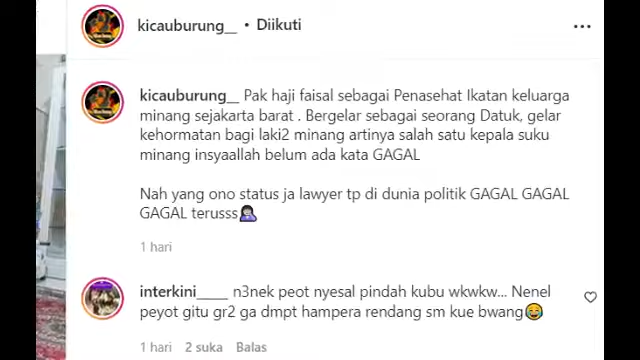 kicauburung__ • Diikuti
kicauburung__ Pak haji faisal sebagai Penasehat Ikatan keluarga
minang sejakarta barat . Bergelar sebagai seorang Datuk, gelar
kehormatan bagi laki2 minang artinya salah satu kepala suku
minang insyaallah belum ada kata GAGAL
Nah yang ono status ja lawyer tp di dunia politik GAGAL GAGAL
GAGAL terusss🤦‍♀️
1 hari
interkini_____ n3nek peot nyesal pindah kubu wkwkw... Nenel
peyot gitu gr2 ga dmpt hampera rendang sm kue bwang😂
1 hari 2 suka Balas